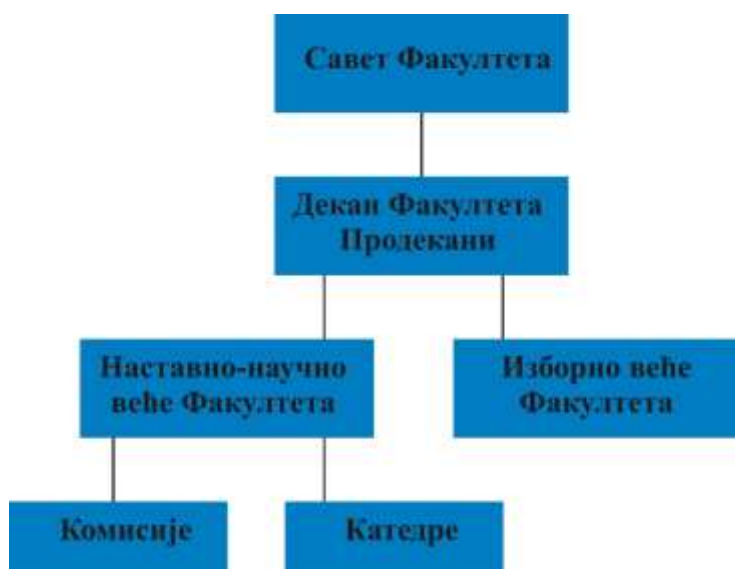 Савет Факултета
Декан Факултета
Продекани
Наставно-научно
веће Факултета
Изборно веће
Факултета
Комисије
Катедре